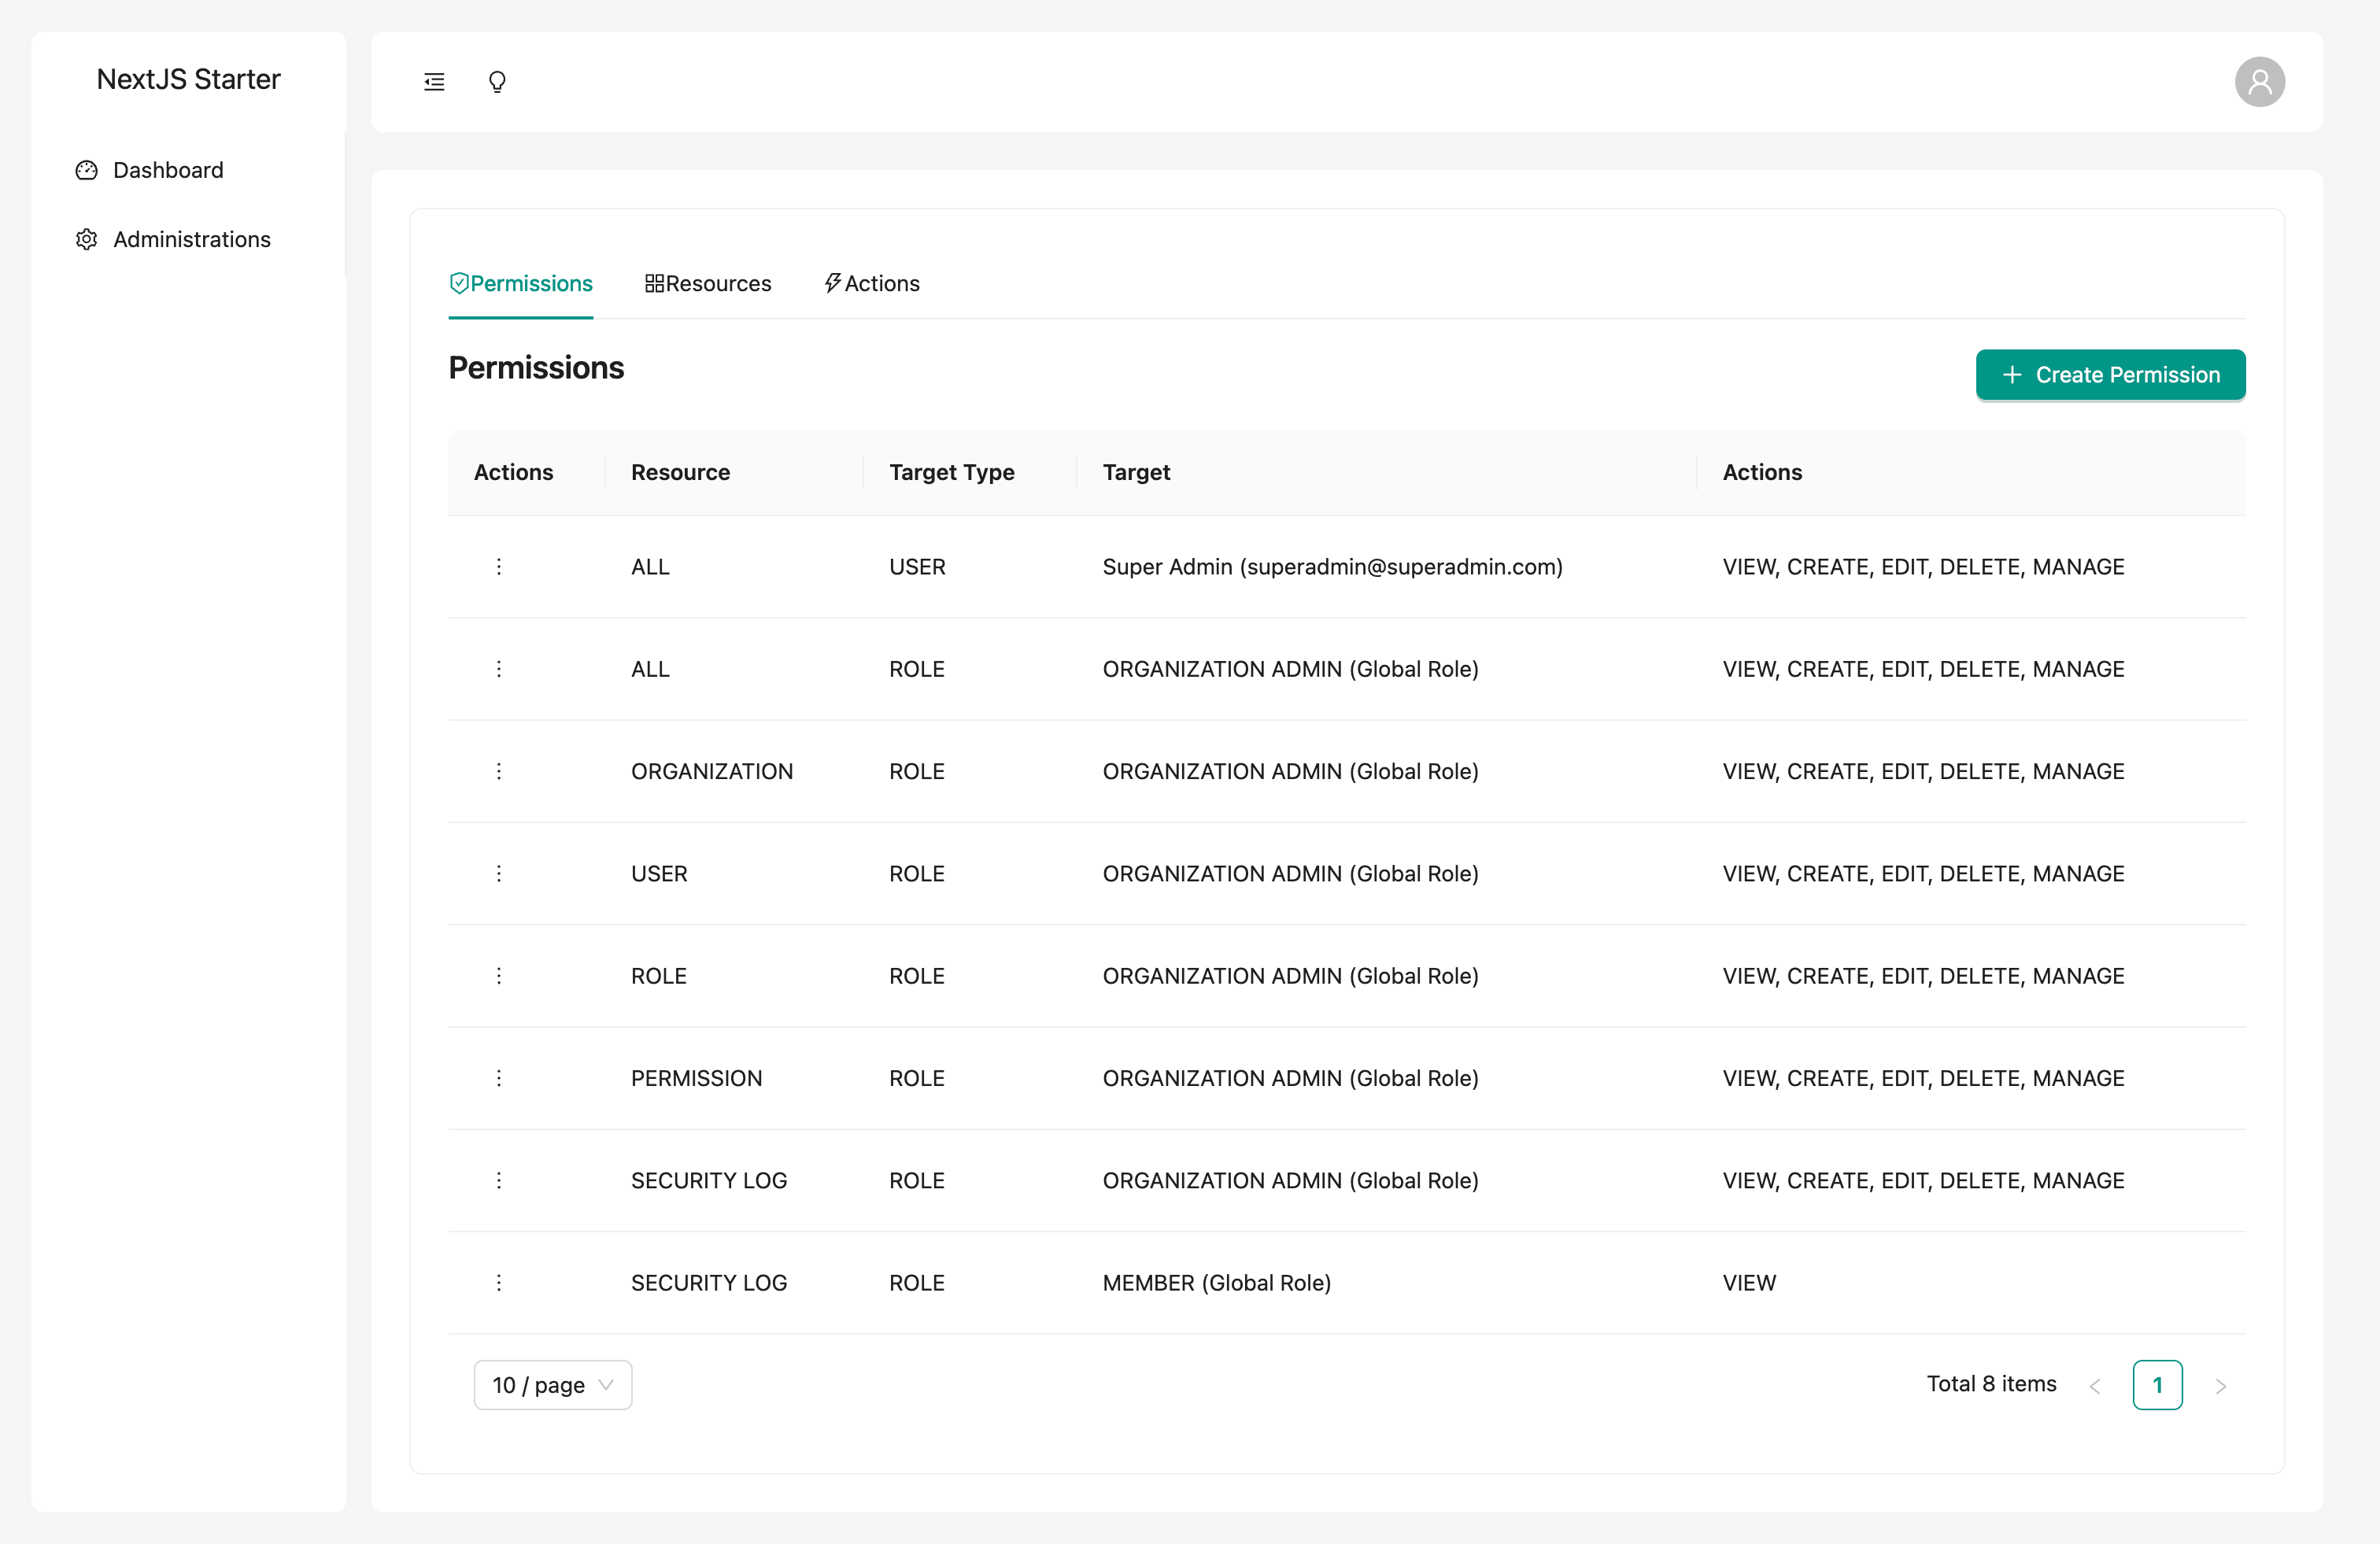 NextJS Starter
Dashboard
Administrations
Permissions Resources Actions
Permissions
Create Permission
Actions Resource Target Type Target Actions
ALL USER Super Admin (superadmin@superadmin.com) VIEW, CREATE, EDIT, DELETE, MANAGE
ALL ROLE ORGANIZATION ADMIN (Global Role) VIEW, CREATE, EDIT, DELETE, MANAGE
ORGANIZATION ROLE ORGANIZATION ADMIN (Global Role) VIEW, CREATE, EDIT, DELETE, MANAGE
USER ROLE ORGANIZATION ADMIN (Global Role) VIEW, CREATE, EDIT, DELETE, MANAGE
ROLE ROLE ORGANIZATION ADMIN (Global Role) VIEW, CREATE, EDIT, DELETE, MANAGE
PERMISSION ROLE ORGANIZATION ADMIN (Global Role) VIEW, CREATE, EDIT, DELETE, MANAGE
SECURITY LOG ROLE ORGANIZATION ADMIN (Global Role) VIEW, CREATE, EDIT, DELETE, MANAGE
SECURITY LOG ROLE MEMBER (Global Role) VIEW
10 / page Total 8 items 1